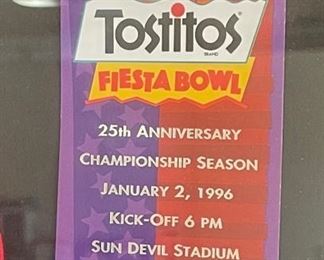 Tostitos
BRAND
FIESTA BOWL
25th Anniversary
Championship Season
January 2, 1996
Kick-Off 6 PM
Sun Devil Stadium